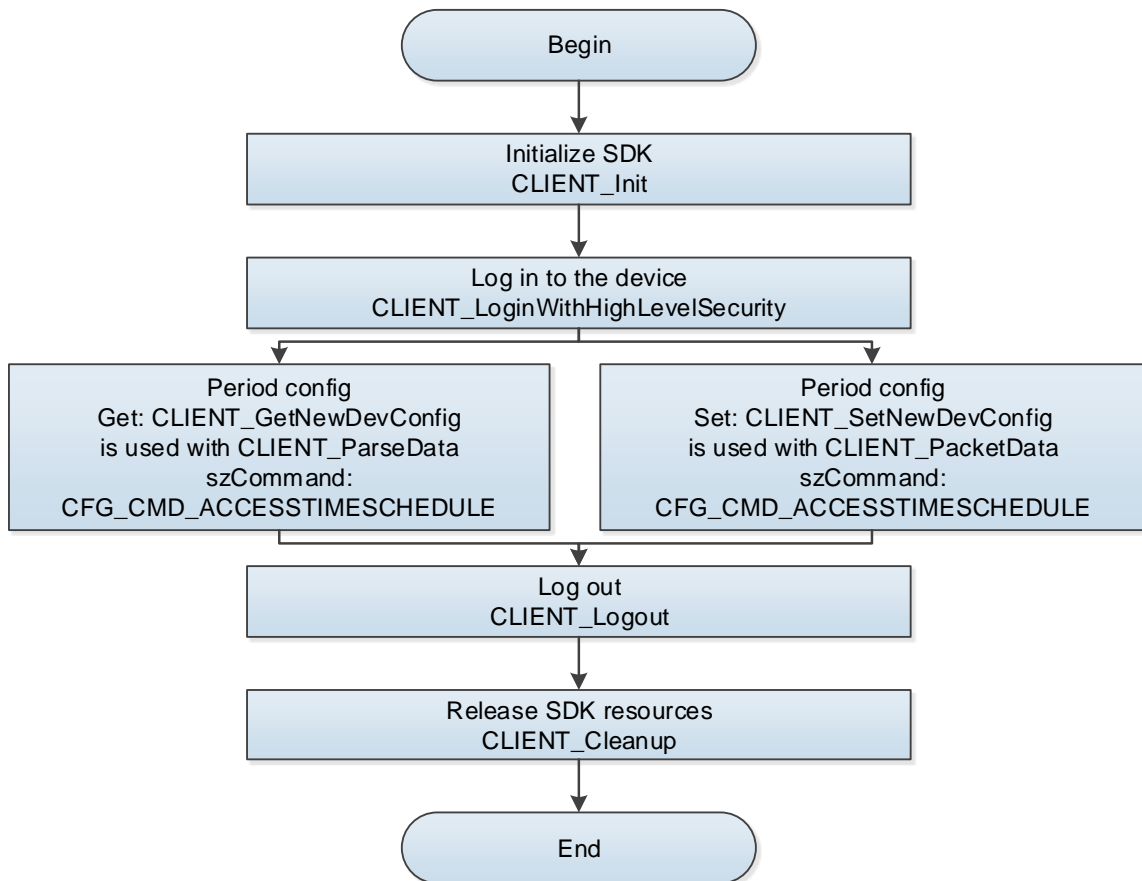 Begin
Initialize SDK
CLIENT_Init
Log in to the device
CLIENT_LoginWithHighLevelSecurity
Period config
Get: CLIENT_GetNewDevConfig
is used with CLIENT_ParseData
szCommand:
CFG_CMD_ACCESSTIMESCHEDULE
Period config
Set: CLIENT_SetNewDevConfig
is used with CLIENT_PacketData
szCommand:
CFG_CMD_ACCESSTIMESCHEDULE
Log out
CLIENT_Logout
Release SDK resources
CLIENT_Cleanup
End